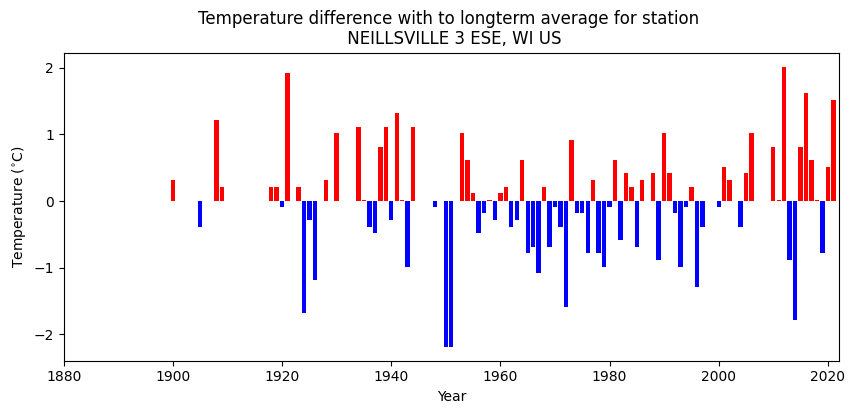 Temperature difference with to longterm average for station
NEILLSVILLE 3 ESE, WI US
2
1
0
−1
−2
Temperature (°C)
1880 1900 1920 1940 1960 1980 2000 2020
Year